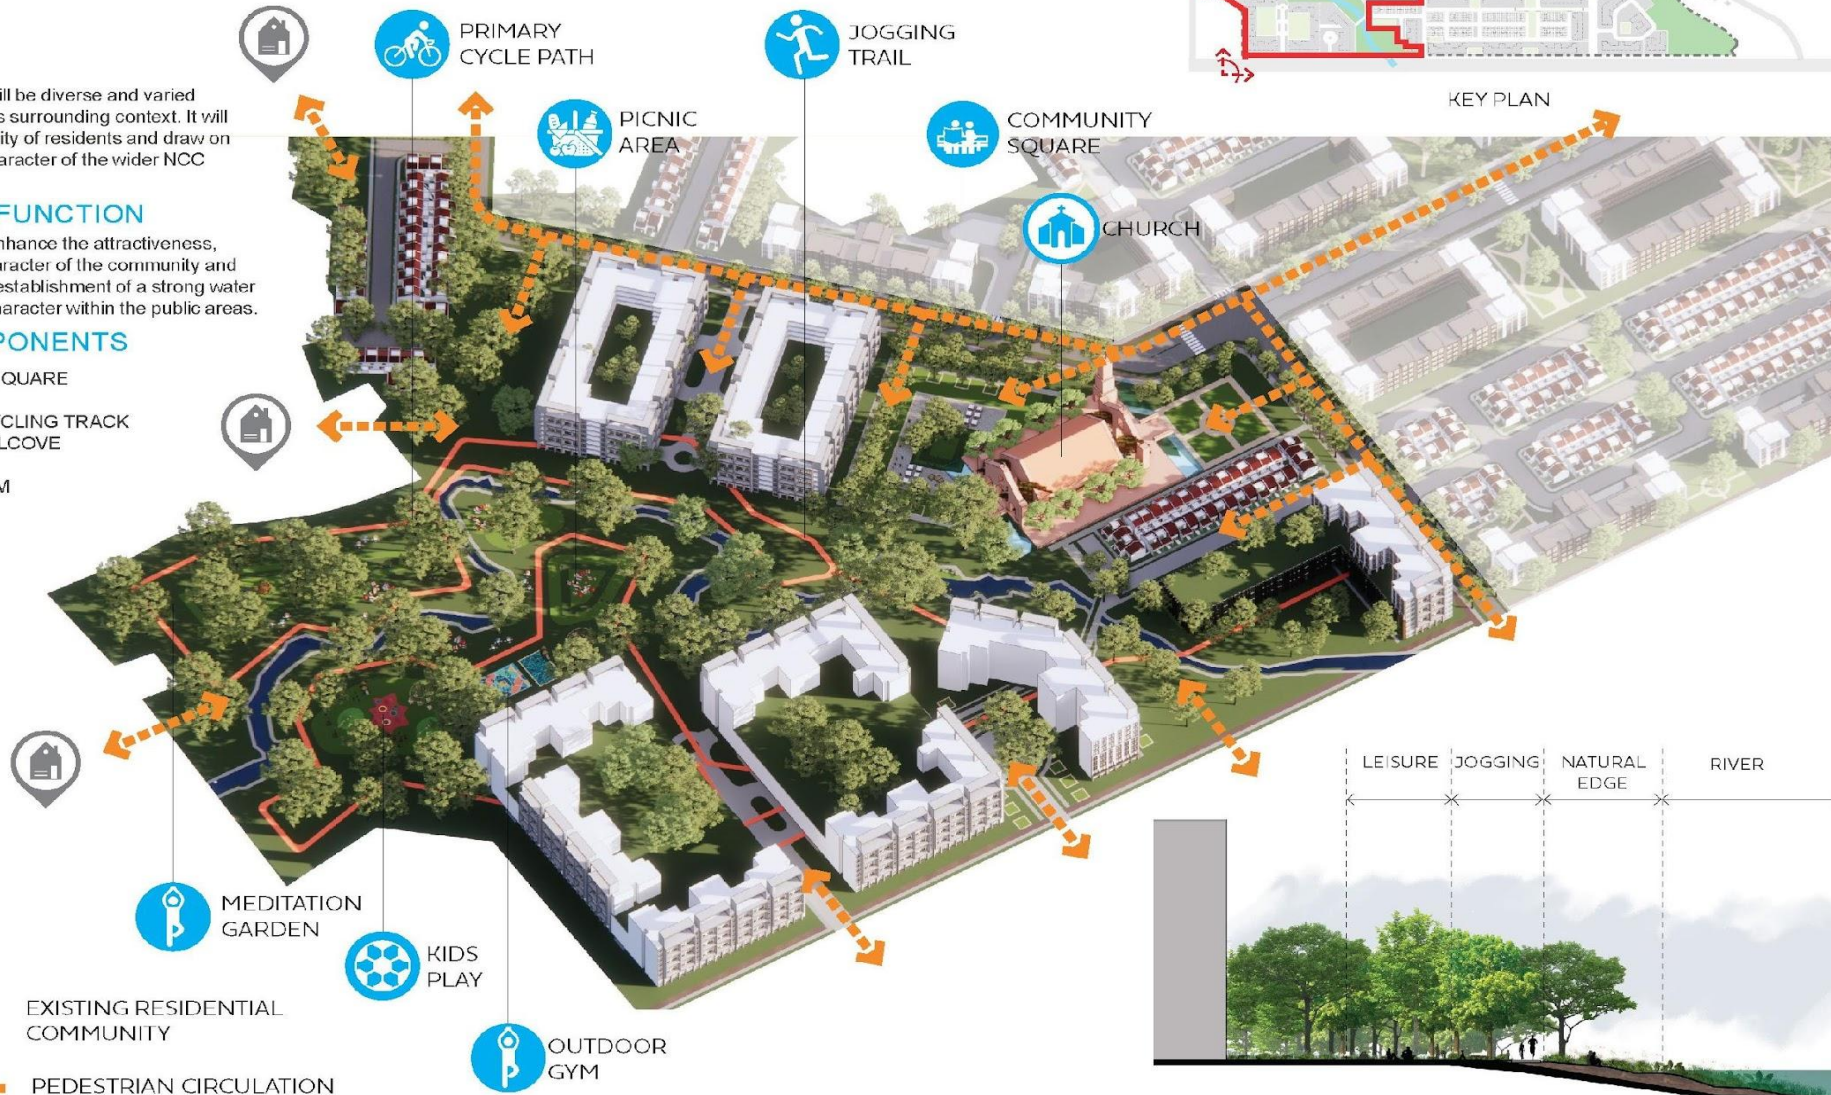 PRIMARY
CYCLE PATH
JOGGING
TRAIL
PICNIC
AREA
COMMUNITY
SQUARE
CHURCH
KEY PLAN
ill be diverse and varied
s surrounding context. It will
ity of residents and draw on
aracter of the wider NCC
FUNCTION
nhance the attractiveness,
aracter of the community and
establishment of a strong water
haracter within the public areas.
PONENTS
QUARE
CLING TRACK
LCOVE
M
LEISURE
JOGGING
NATURAL
EDGE
RIVER
MEDITATION
GARDEN
KIDS
PLAY
OUTDOOR
GYM
EXISTING RESIDENTIAL
COMMUNITY
PEDESTRIAN CIRCULATION